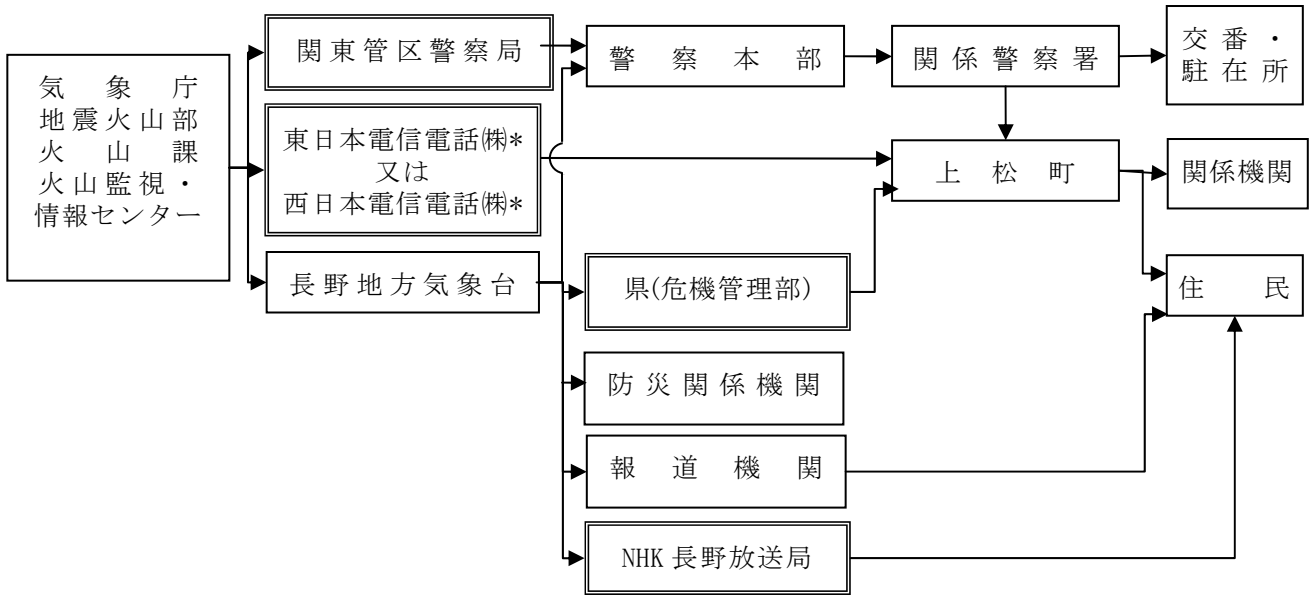 気象庁
地震火山部
火山課
火山監視・
情報センター
関東管区警察局
東日本電信電話㈱*
又は
西日本電信電話㈱*
長野地方気象台
警察本部
県(危機管理部)
防災関係機関
報道機関
NHK長野放送局
関係警察署
上松町
交番・
駐在所
関係機関
住民